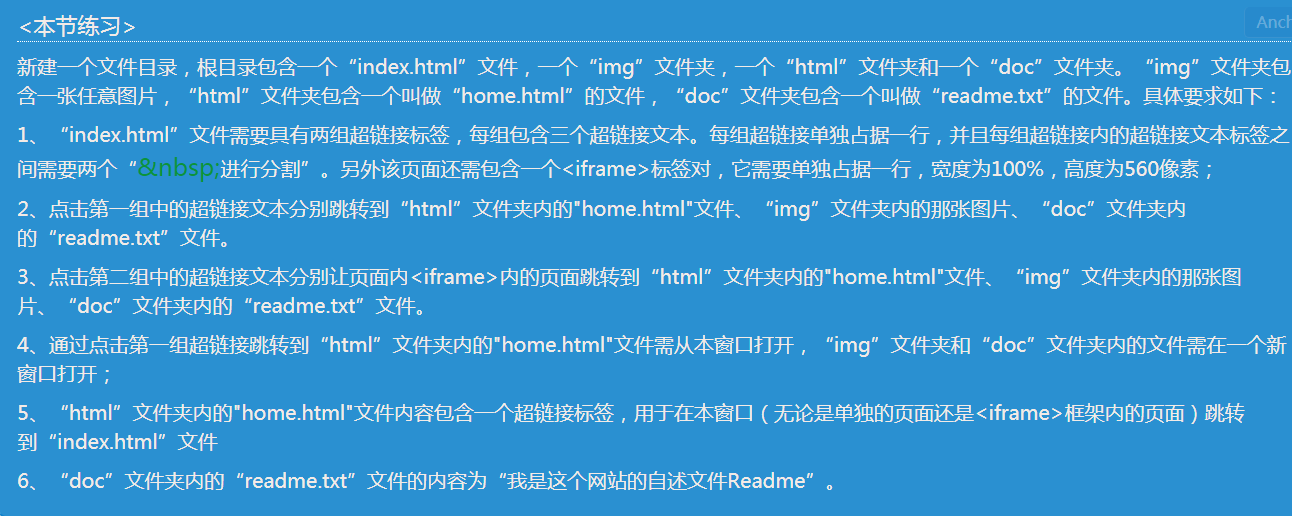 <本节练习>
Anch
新建一个文件目录，根目录包含一个“index.html”文件，一个“img”文件夹，一个“html”文件夹和一个“doc”文件夹。“img”文件夹包
含一张任意图片，“html”文件夹包含一个叫做“home.html”的文件，“doc”文件夹包含一个叫做“readme.txt”的文件。具体要求如下：
1、“index.html”文件需要具有两组超链接标签，每组包含三个超链接文本。每组超链接单独占据一行，并且每组超链接内的超链接文本标签之
间需要两个“&nbsp;进行分割”。另外该页面还需包含一个<iframe>标签对，它需要单独占据一行，宽度为100%，高度为560像素；
2、点击第一组中的超链接文本分别跳转到“html”文件夹内的"home.html"文件、“img”文件夹内的那张图片、“doc”文件夹内
的“readme.txt”文件。
3、点击第二组中的超链接文本分别让页面内<iframe>内的页面跳转到“html”文件夹内的"home.html"文件、“img”文件夹内的那张图
片、“doc”文件夹内的“readme.txt”文件。
4、通过点击第一组超链接跳转到“html”文件夹内的"home.html"文件需从本窗口打开，“img”文件夹和“doc”文件夹内的文件需在一个新
窗口打开；
5、“html”文件夹内的"home.html"文件内容包含一个超链接标签，用于在本窗口（无论是单独的页面还是<iframe>框架内的页面）跳转
到“index.html”文件
6、“doc”文件夹内的“readme.txt”文件的内容为“我是这个网站的自述文件Readme”。